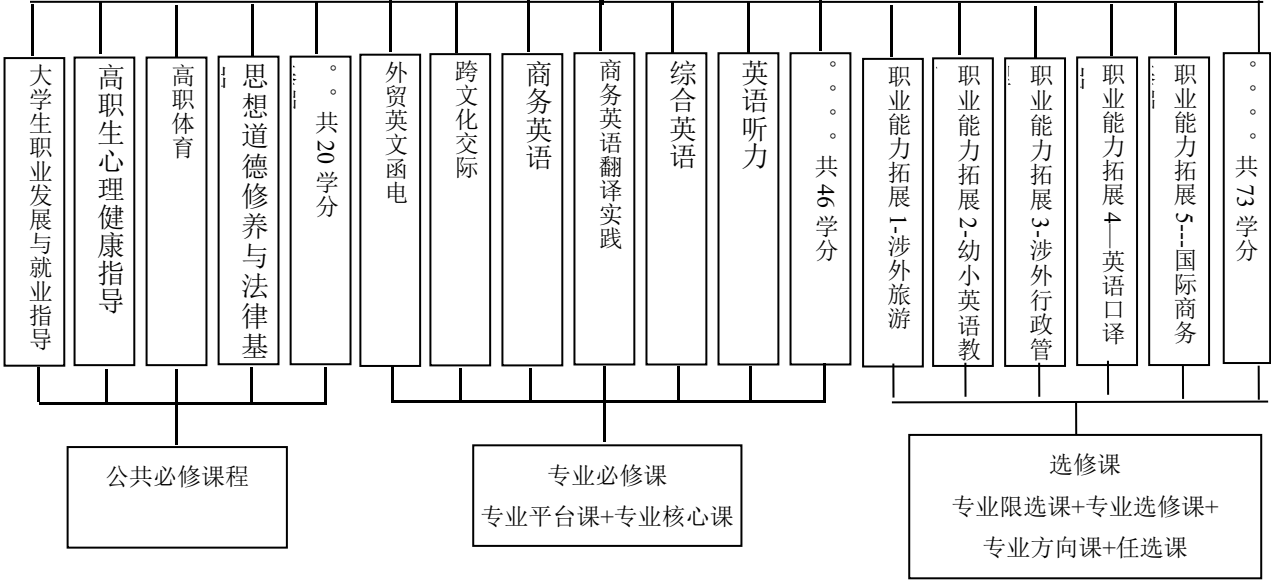 大学生职业发展与就业指导
高职生心理健康指导
高职体育
思想道德修养与法律基
础
。。共 20 学分
外贸英文函电
跨文化交际
商务英语
商务英语翻译实践
综合英语
英语听力
。。。。共 46 学分
职业能力拓展 1-涉外旅游
职业能力拓展 2-幼小英语教
职业能力拓展 3-涉外行政管
职业能力拓展 4—英语口译
职业能力拓展 5---国际商务
。。。。共 73 学分
公共必修课程
专业必修课
专业平台课+专业核心课
选修课
专业限选课+专业选修课+
专业方向课+任选课